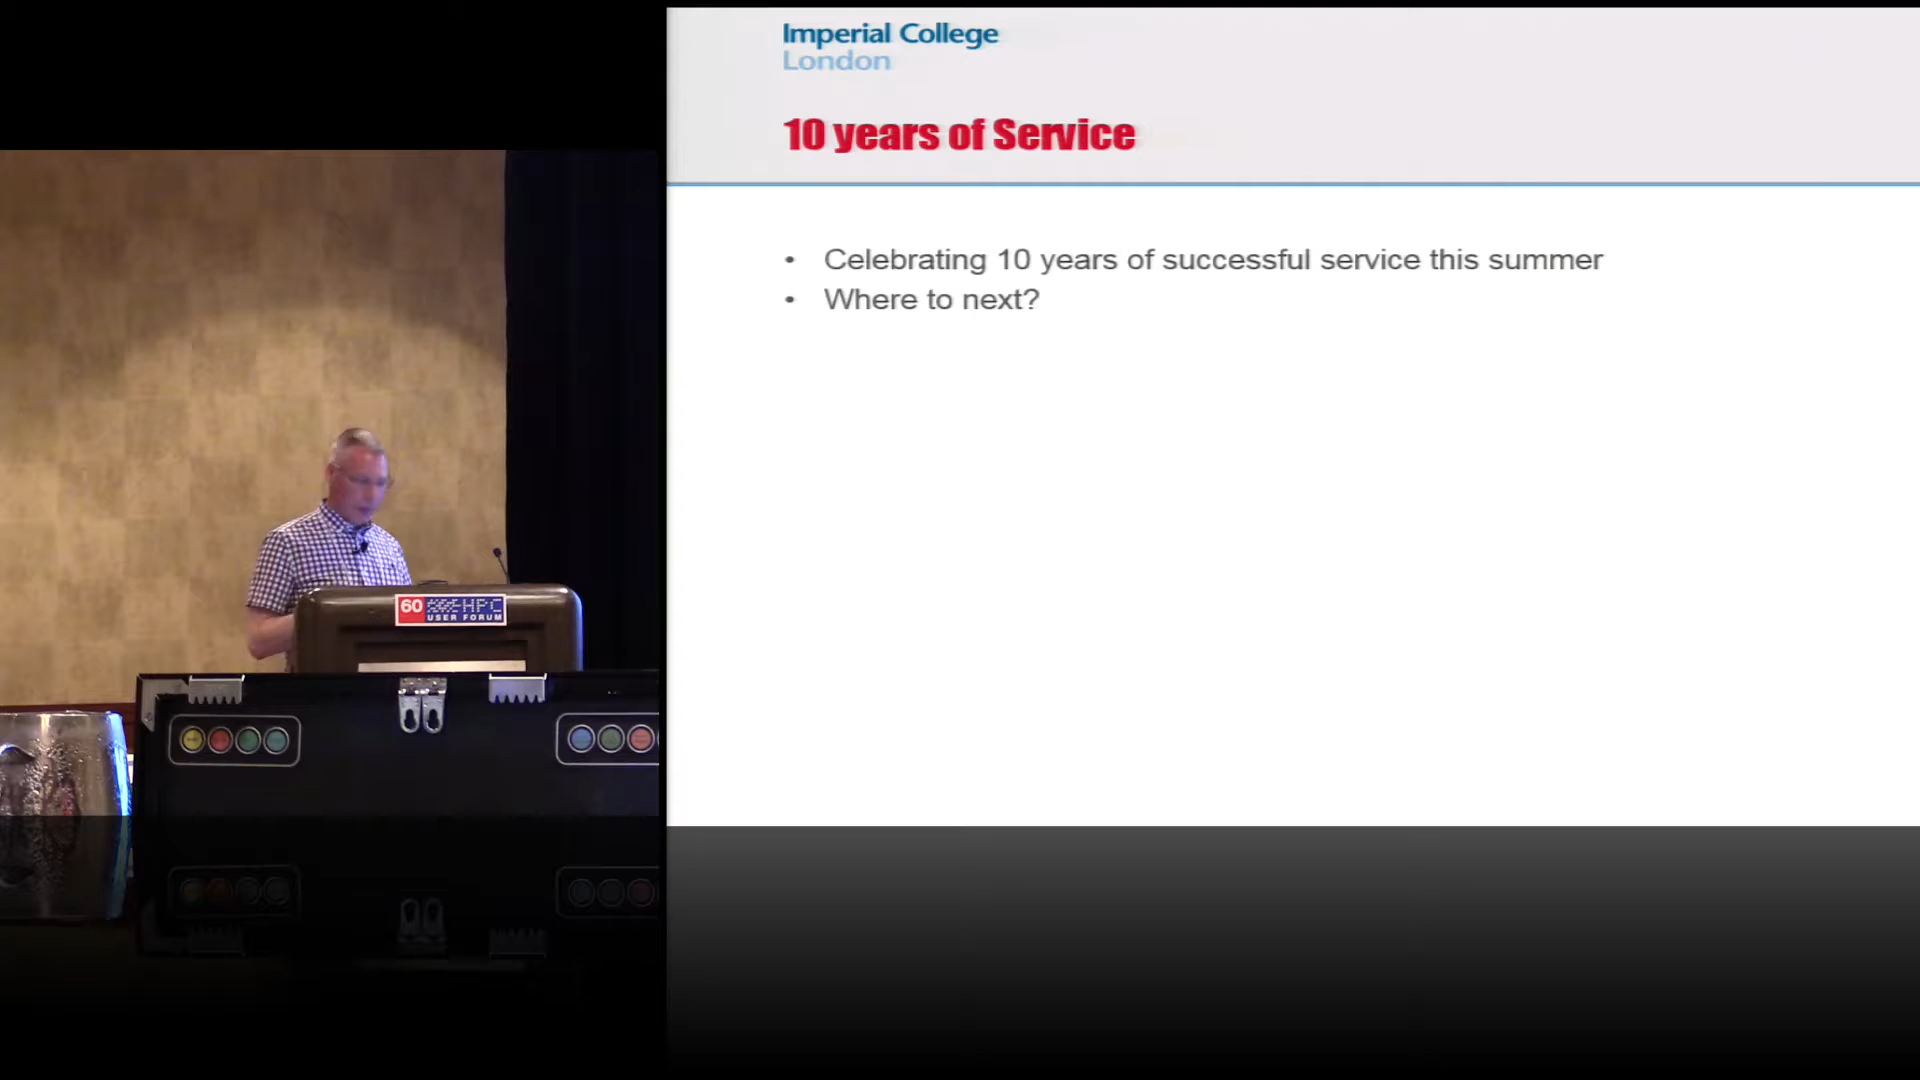 Imperial College
London
10 years of Service
• Celebrating 10 years of successful service this summer
• Where to next?
60 HPC
USER FORUM